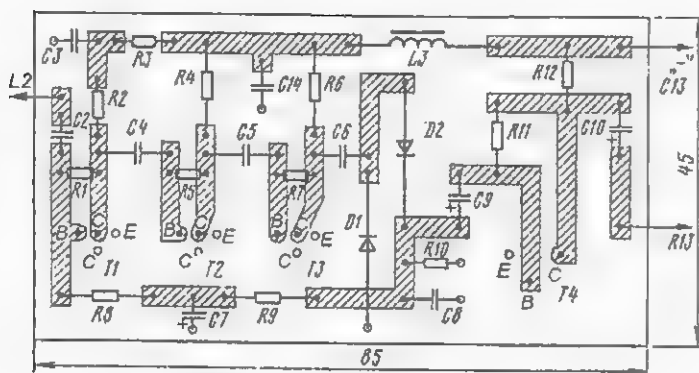 C3
R3
L3
C13
"–"
L2
R2
R4
C14
R6
R12
C2
C4
C5
C6
D2
R11
C10
R1
R5
R7
D1
C9
45
B C E
B C E
B C E
R10
E C
R13
C T1
C T2
C T3
B T4
R8
C7
R9
C8
85